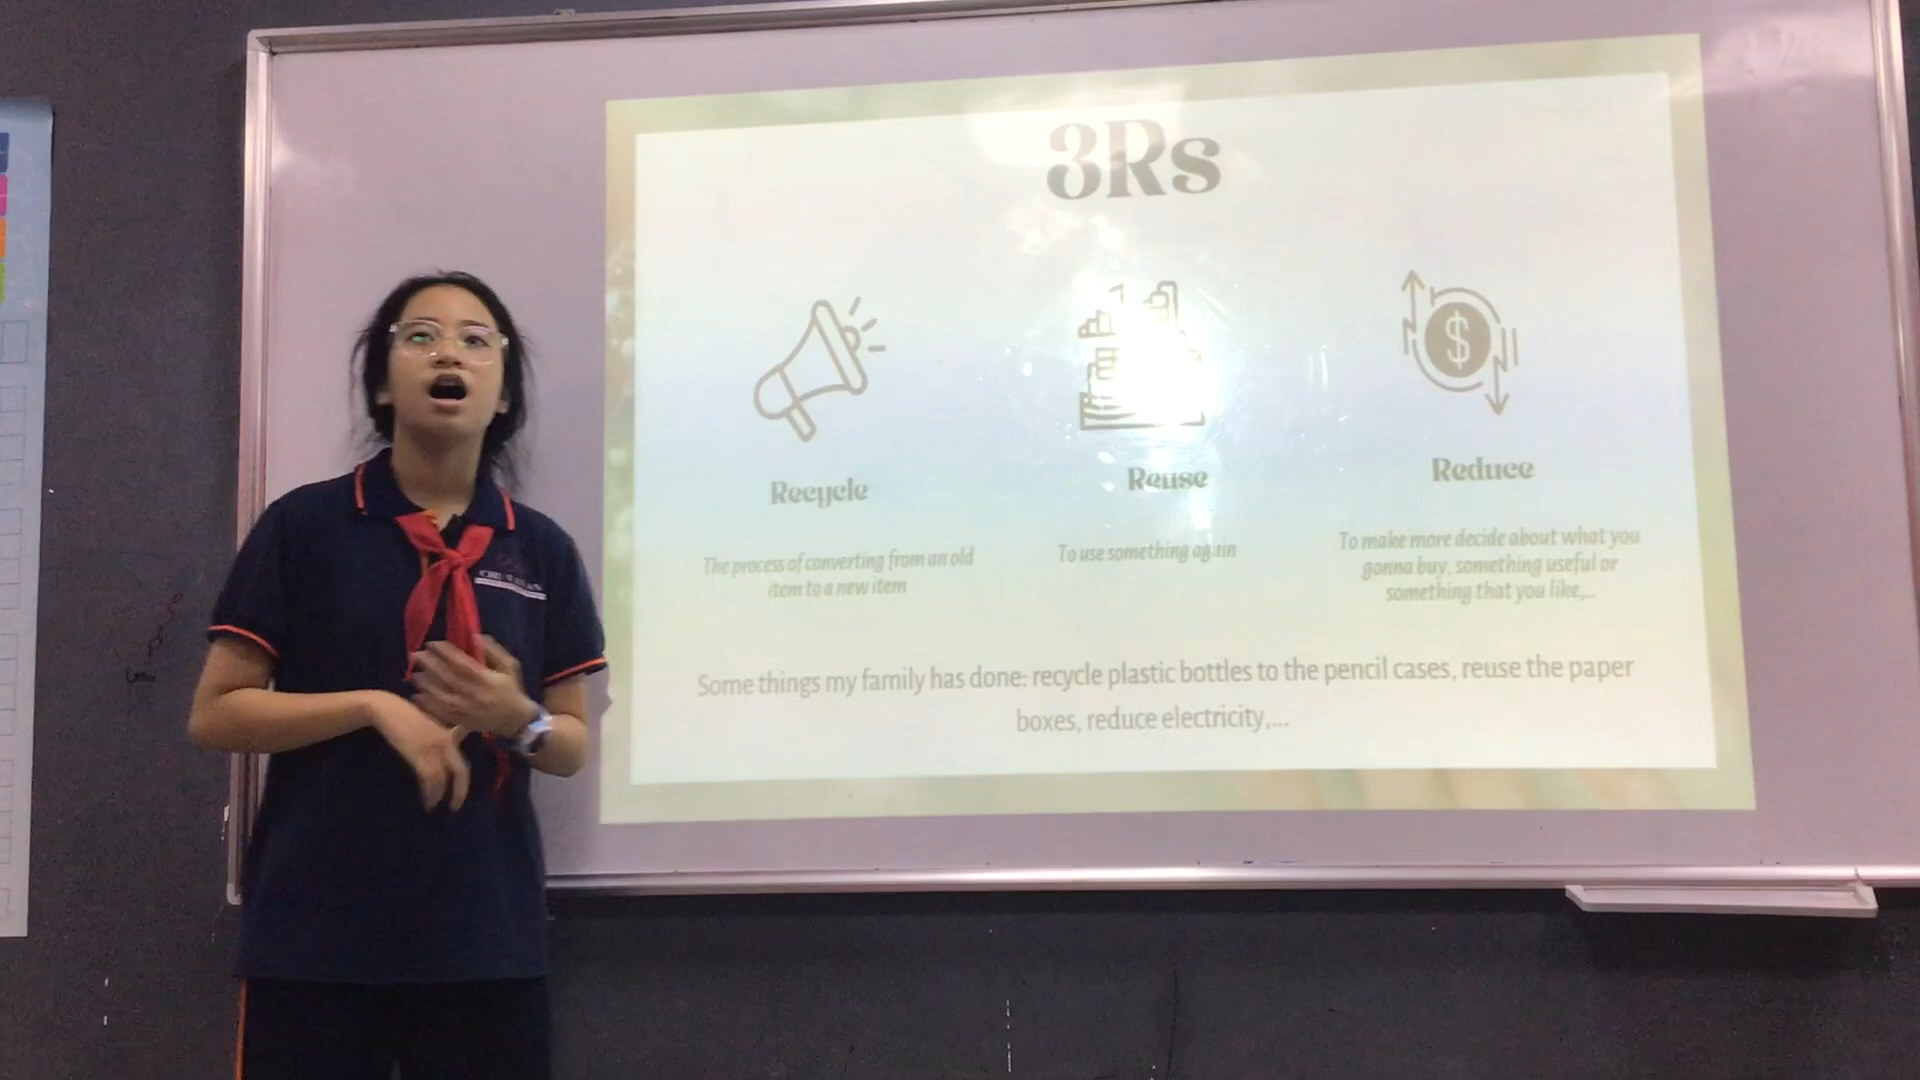 3Rs
Recycle
Reuse
Reduce
The process of converting from an old
item to a new item
To use something again
To make more decide about what you
gonna buy, something useful or
something that you like,...
Some things my family has done: recycle plastic bottles to the pencil cases, reuse the paper
boxes, reduce electricity,...